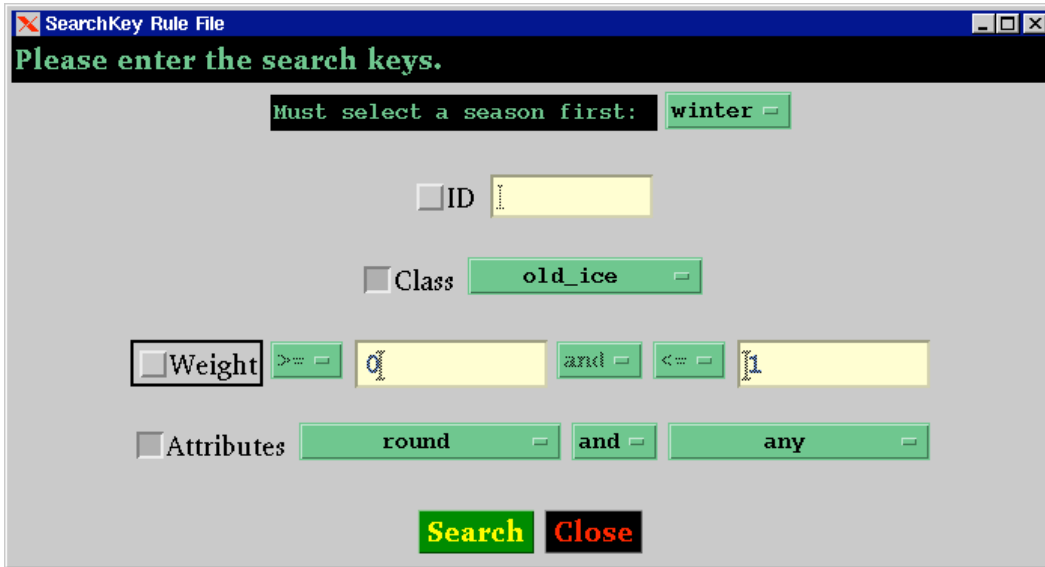 SearchKey Rule File
Please enter the search keys.
Must select a season first: winter
ID
Class old_ice
Weight >= 0 and <= 1
Attributes round and any
Search Close